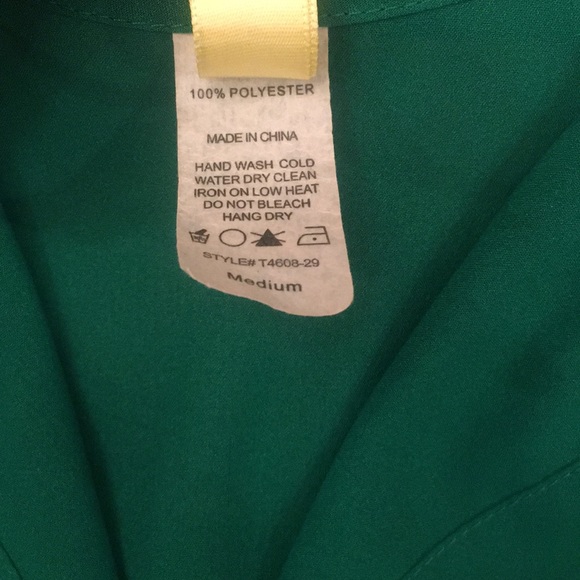 100% POLYESTER
MADE IN CHINA
HAND WASH COLD
WATER DRY CLEAN
IRON ON LOW HEAT
DO NOT BLEACH
HANG DRY
STYLE# T4608-29
Medium